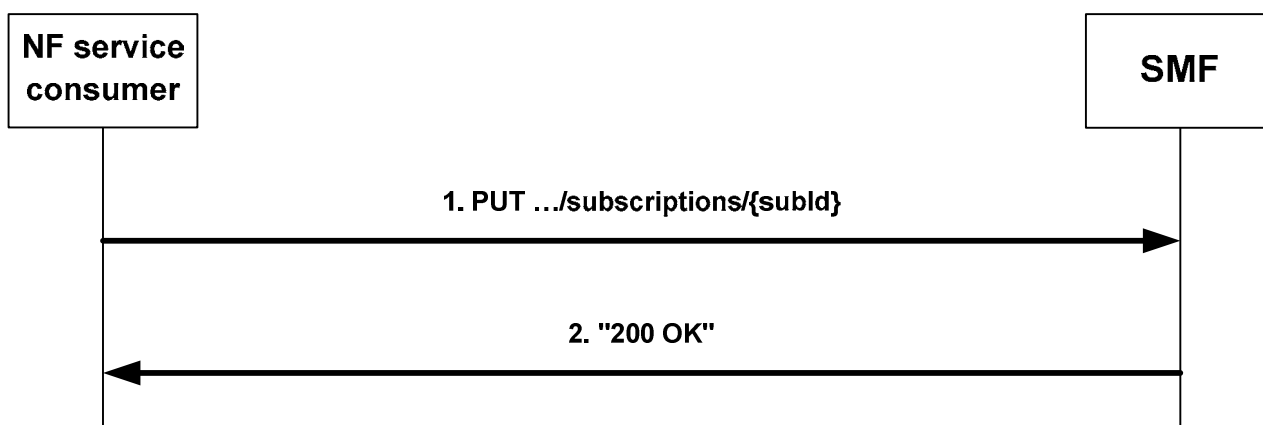 NF service
consumer
SMF
1. PUT …/subscriptions/{subId}
2. "200 OK"